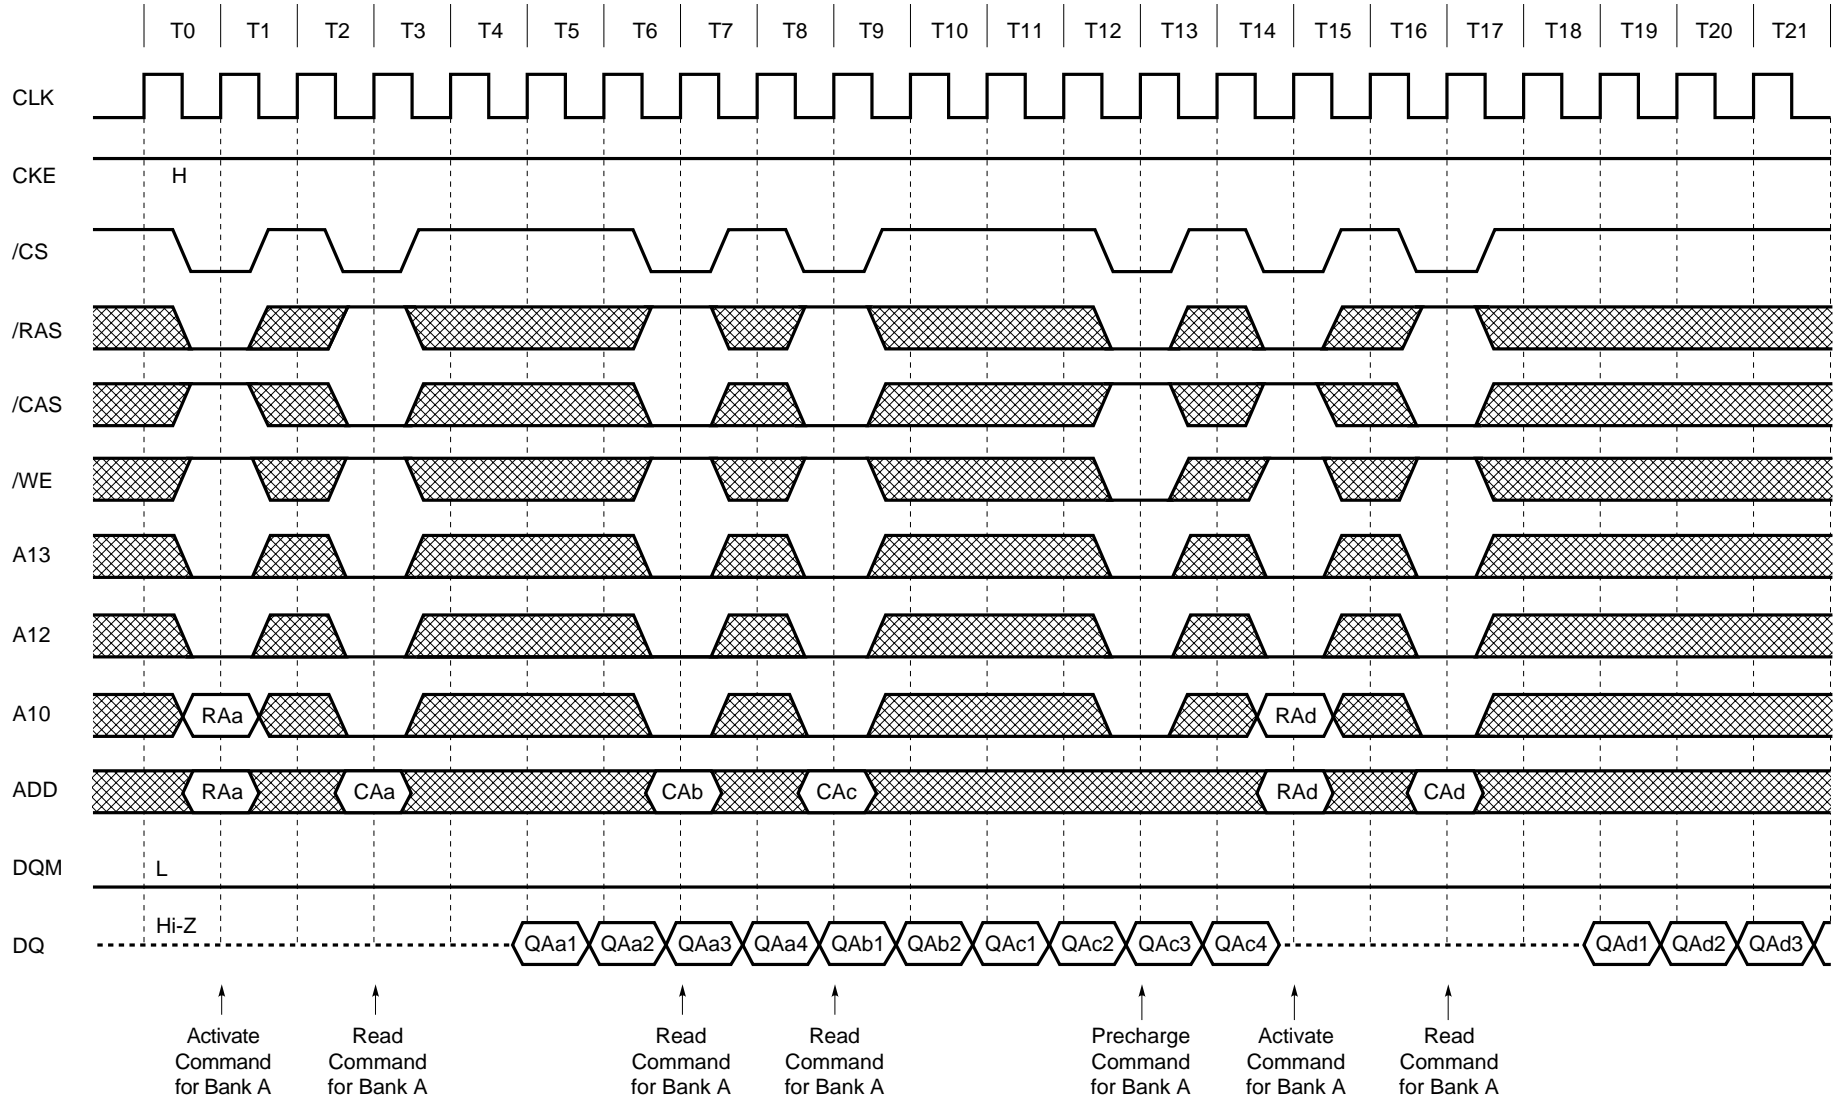 T0 T1 T2 T3 T4 T5 T6 T7 T8 T9 T10 T11 T12 T13 T14 T15 T16 T17 T18 T19 T20 T21
CLK
CKE H
/CS
/RAS
/CAS
/WE
A13
A12
A10 RAa RAd
ADD RAa CAa CAb CAc RAd CAd
DQM L
Hi-Z
DQ QAa1 QAa2 QAa3 QAa4 QAb1 QAb2 QAc1 QAc2 QAc3 QAc4 QAd1 QAd2 QAd3
Activate
Command
for Bank A
Read
Command
for Bank A
Read
Command
for Bank A
Read
Command
for Bank A
Precharge
Command
for Bank A
Activate
Command
for Bank A
Read
Command
for Bank A